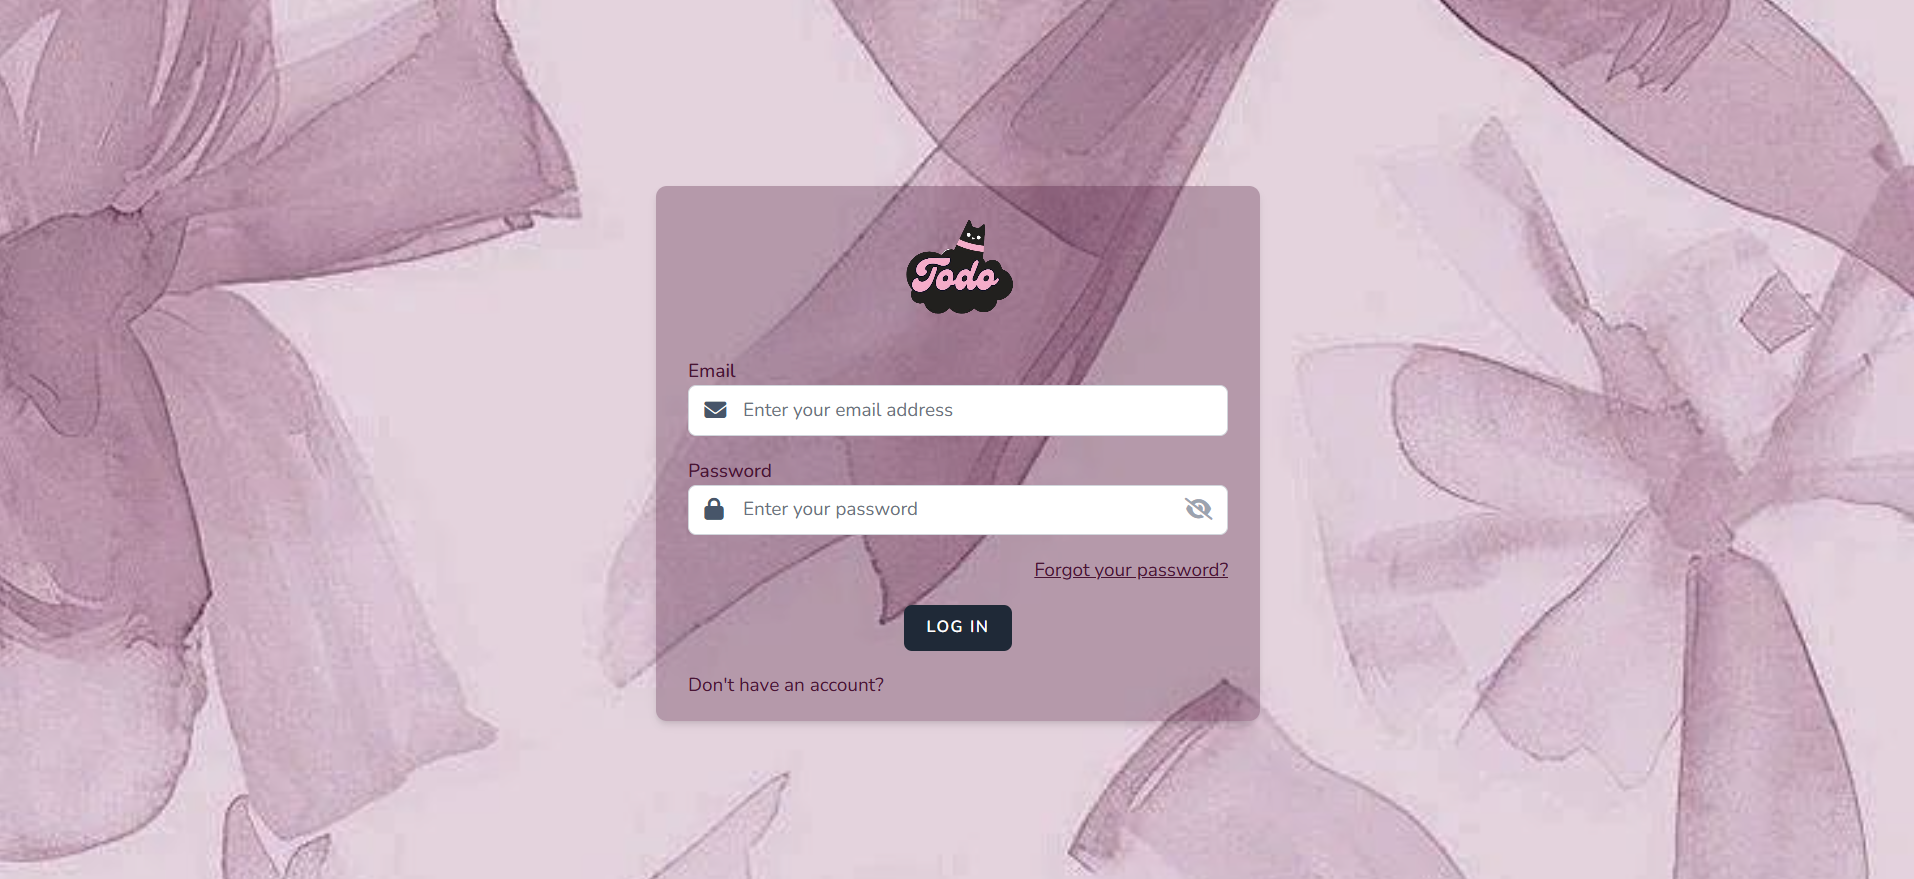 Todo
Email
Enter your email address
Password
Enter your password
Forgot your password?
LOG IN
Don't have an account?